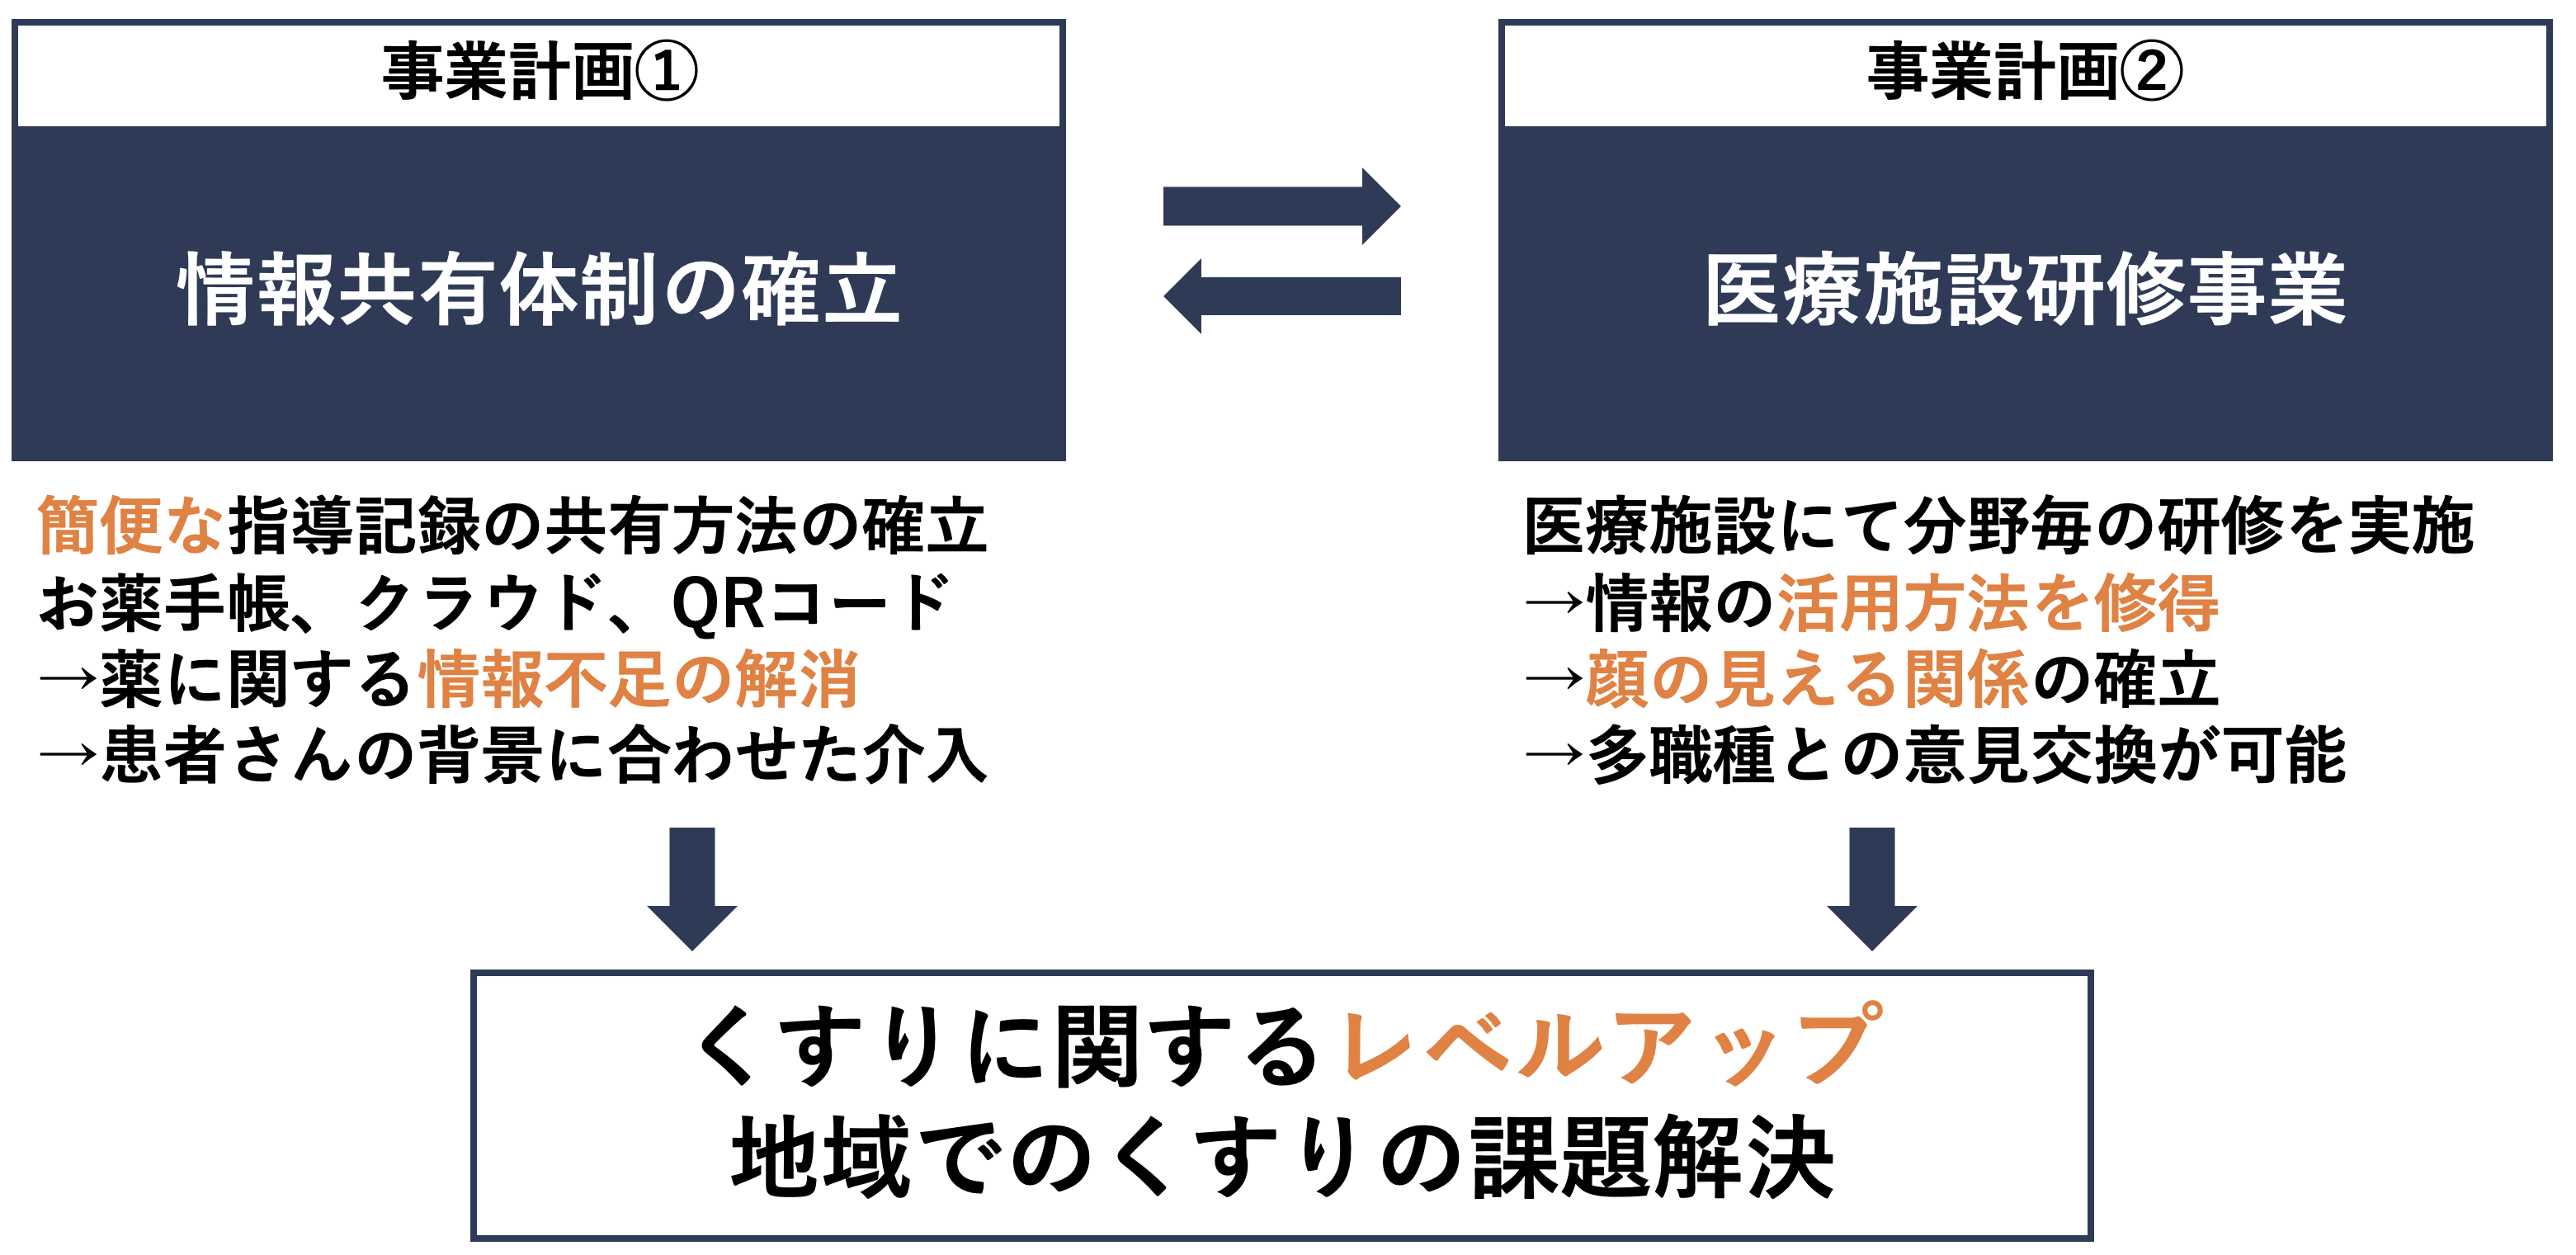 事業計画①
情報共有体制の確立
簡便な指導記録の共有方法の確立
お薬手帳、クラウド、QRコード
→薬に関する情報不足の解消
→患者さんの背景に合わせた介入
事業計画②
医療施設研修事業
医療施設にて分野毎の研修を実施
→情報の活用方法を修得
→顔の見える関係の確立
→多職種との意見交換が可能
くすりに関するレベルアップ
地域でのくすりの課題解決